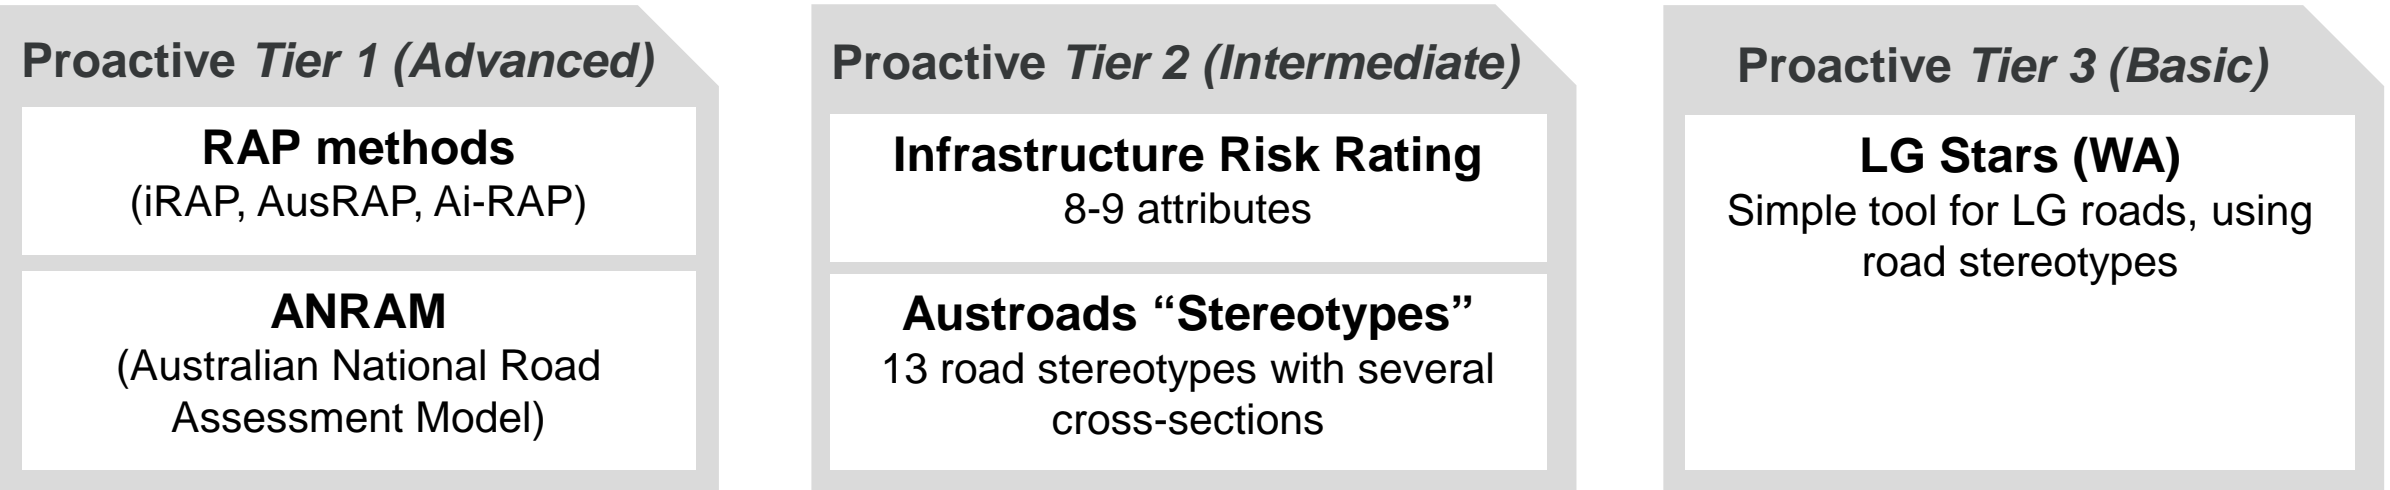 Proactive Tier 1 (Advanced)
RAP methods
(iRAP, AusRAP, Ai-RAP)
ANRAM
(Australian National Road
Assessment Model)
Proactive Tier 2 (Intermediate)
Infrastructure Risk Rating
8-9 attributes
Austroads “Stereotypes”
13 road stereotypes with several
cross-sections
Proactive Tier 3 (Basic)
LG Stars (WA)
Simple tool for LG roads, using
road stereotypes